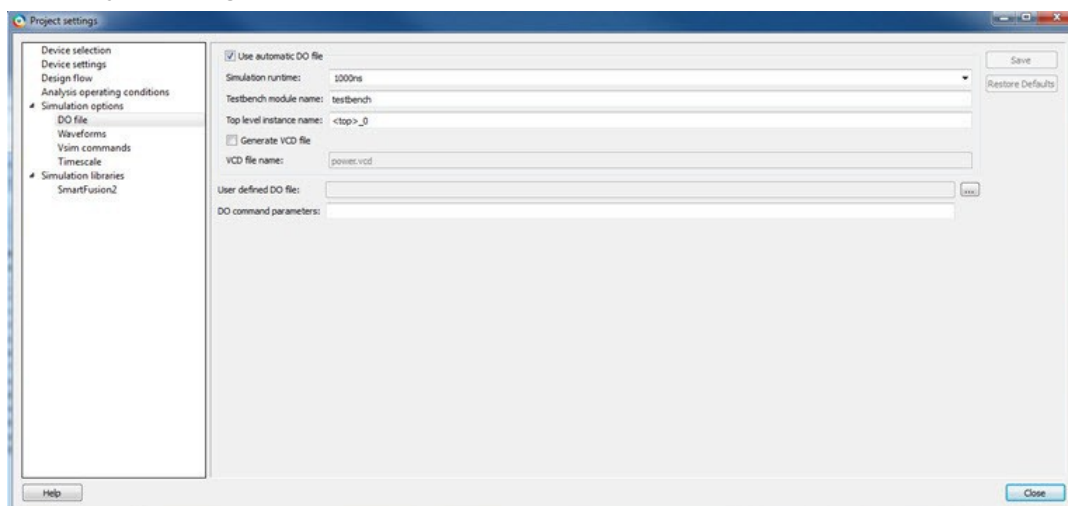 Project settings
Device selection
Device settings
Design flow
Analysis operating conditions
Simulation options
DO file
Waveforms
Vsim commands
Timescale
Simulation libraries
SmartFusion2
Use automatic DO file
Simulation runtime: 1000ns
Testbench module name: testbench
Top level instance name: <top>_0
Generate VCD file
VCD file name: power.vcd
User defined DO file: ...
DO command parameters:
Save
Restore Defaults
Help
Close